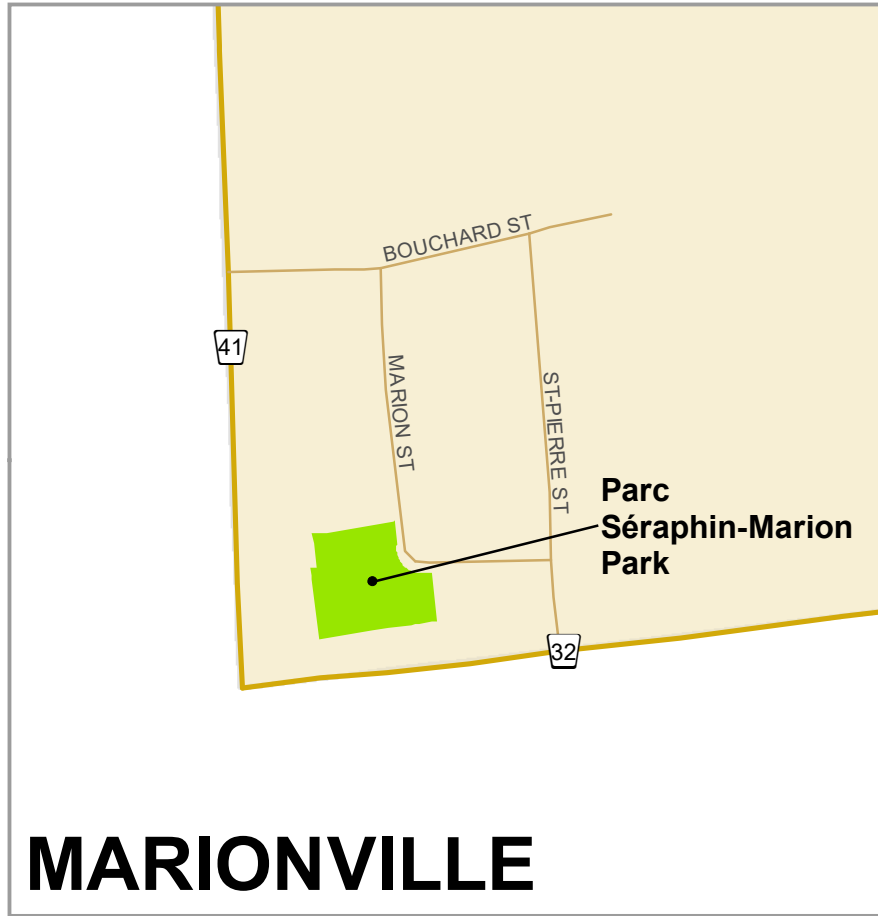 BOUCHARD ST
41
MARION ST
ST-PIERRE ST
Parc
Séraphin-Marion
Park
32
MARIONVILLE